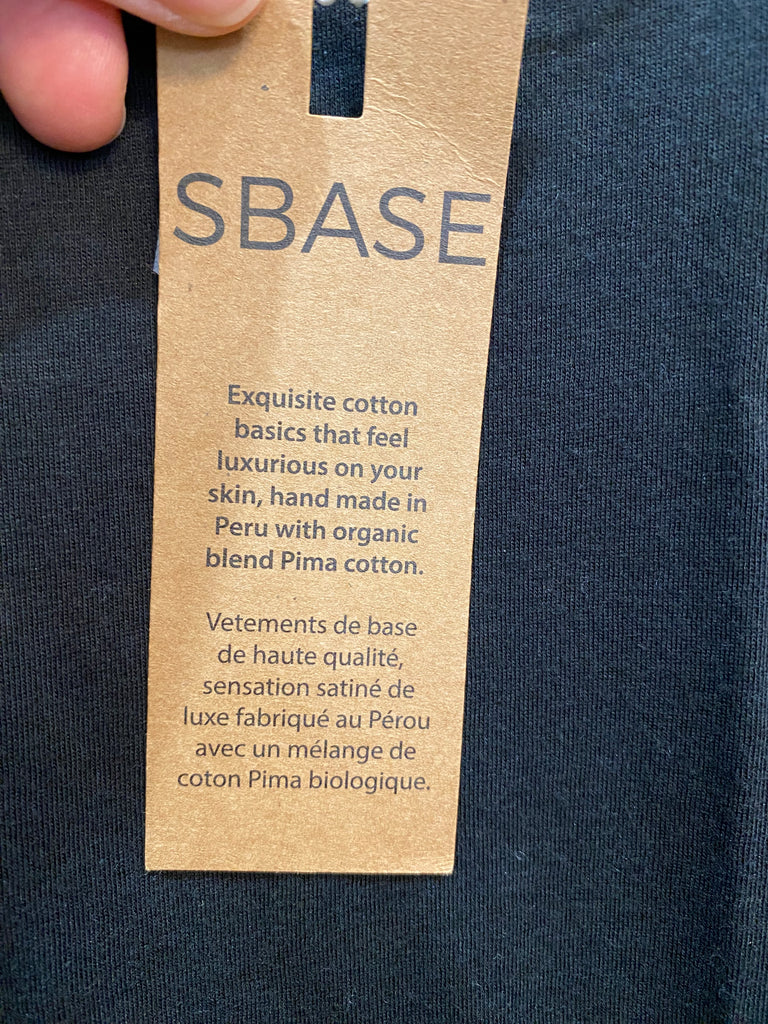 SBASE
Exquisite cotton
basics that feel
luxurious on your
skin, hand made in
Peru with organic
blend Pima cotton.
Vetements de base
de haute qualité,
sensation satiné de
luxe fabriqué au Pérou
avec un mélange de
coton Pima biologique.